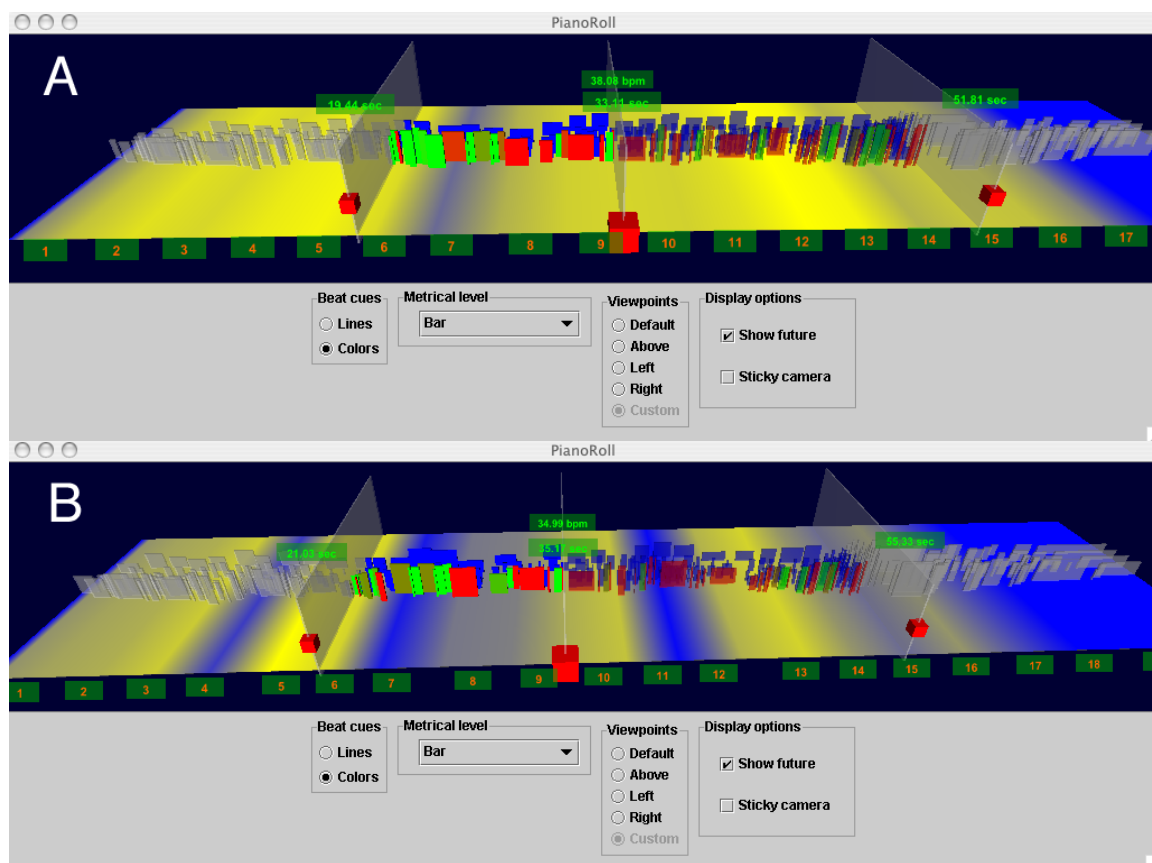 PianoRoll
A
38.08 bpm
19.44 sec
33.11 sec
51.81 sec
1 2 3 4 5 6 7 8 9 10 11 12 13 14 15 16 17
Beat cues
Lines
Colors
Metrical level
Bar
Viewpoints
Default
Above
Left
Right
Custom
Display options
Show future
Sticky camera
PianoRoll
B
34.99 bpm
21.03 sec
35.17 sec
55.33 sec
1 2 3 4 5 6 7 8 9 10 11 12 13 14 15 16 17 18
Beat cues
Lines
Colors
Metrical level
Bar
Viewpoints
Default
Above
Left
Right
Custom
Display options
Show future
Sticky camera